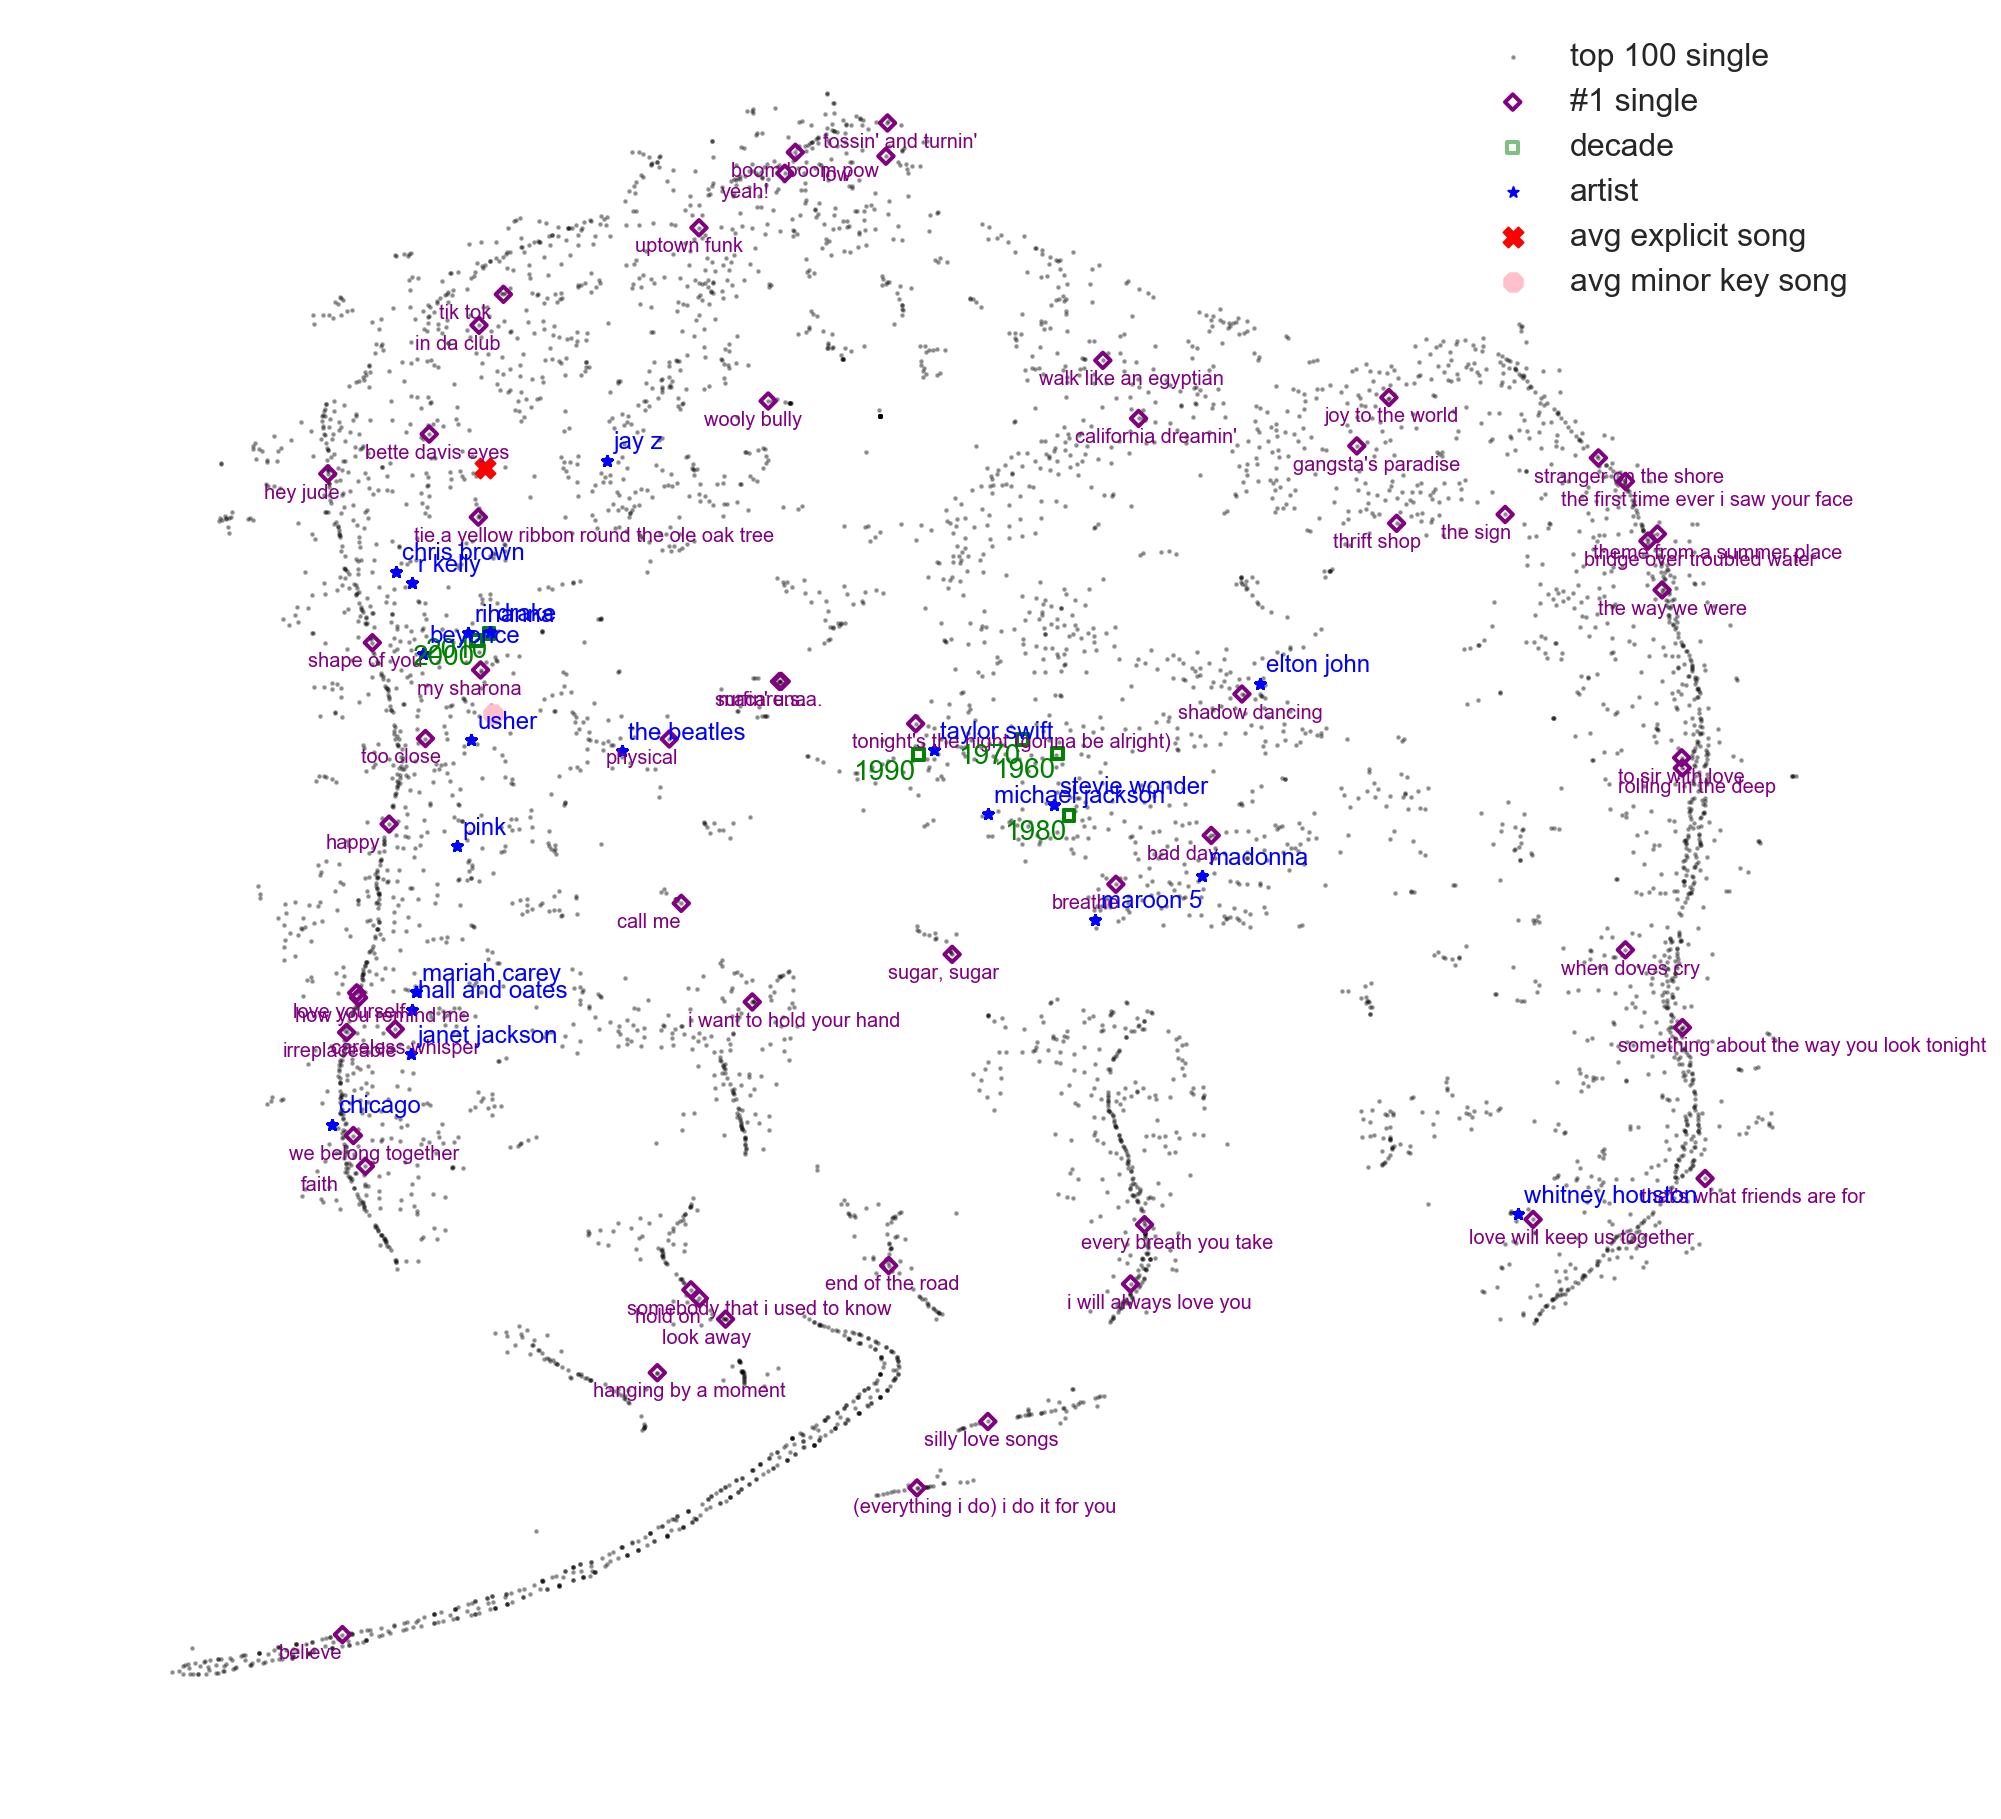 top 100 single
#1 single
decade
artist
avg explicit song
avg minor key song
tossin' and turnin'
boom boom pow
low
yeah!
uptown funk
tik tok
in da club
walk like an egyptian
wooly bully
joy to the world
california dreamin'
jay z
bette davis eyes
gangsta's paradise
stranger on the shore
hey jude
the first time ever i saw your face
tie a yellow ribbon round the ole oak tree
thrift shop
the sign
chris brown
theme from a summer place
bridge over troubled water
r kelly
the way we were
rihanna
drake
beyonce
2010
2000
shape of you
elton john
my sharona
macarena
shadow dancing
usher
the beatles
taylor swift
tonight's the night (gonna be alright)
too close
physical
1970
1960
1990
to sir with love
rolling in the deep
stevie wonder
michael jackson
pink
1980
happy
bad day
madonna
breathe
maroon 5
call me
mariah carey
sugar, sugar
when doves cry
hall and oates
love yourself
how you remind me
i want to hold your hand
janet jackson
irreplaceable
careless whisper
something about the way you look tonight
chicago
we belong together
faith
whitney houston
that's what friends are for
love will keep us together
every breath you take
end of the road
i will always love you
somebody that i used to know
hold on
look away
hanging by a moment
silly love songs
(everything i do) i do it for you
believe